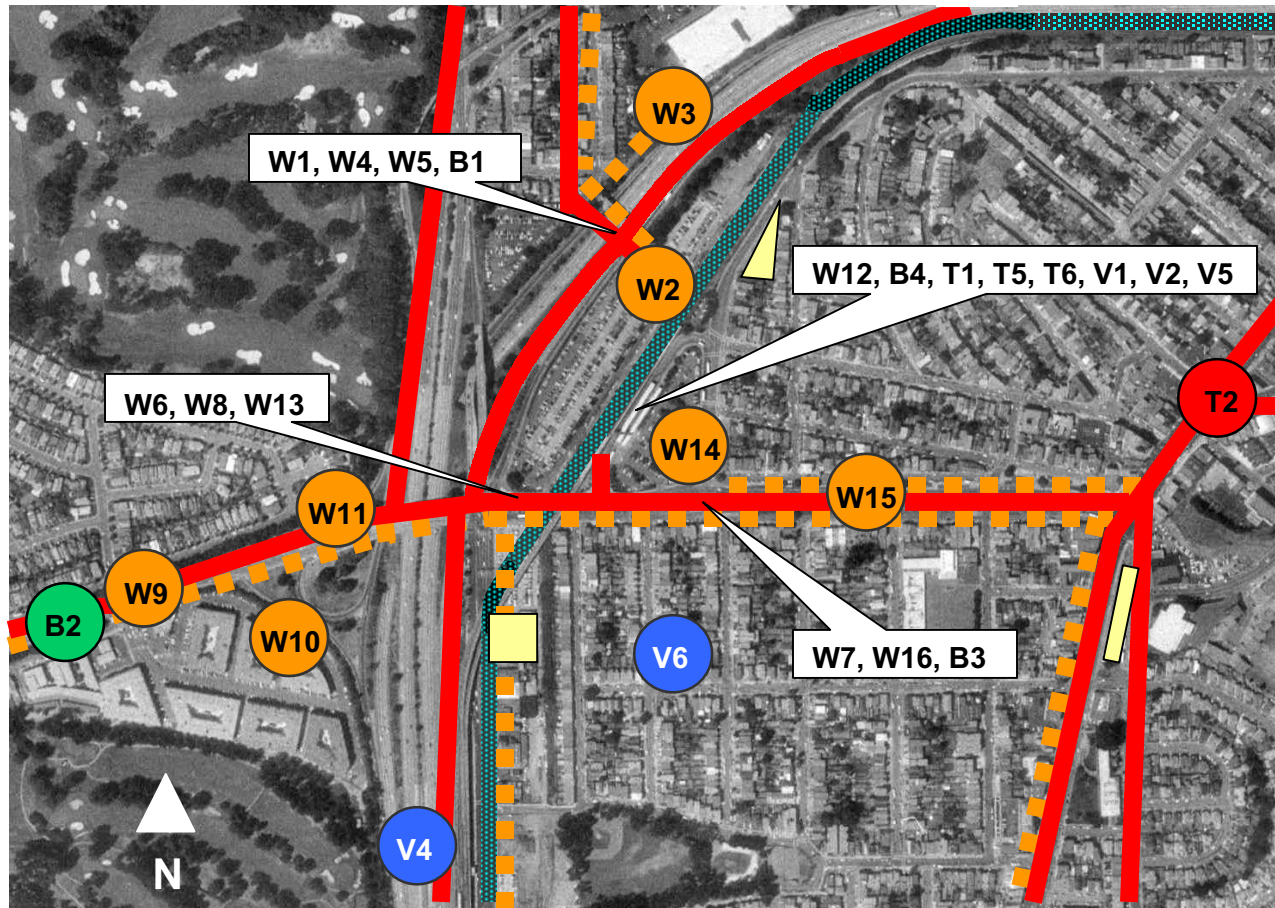 W3
W1, W4, W5, B1
W2
W12, B4, T1, T5, T6, V1, V2, V5
W6, W8, W13
T2
W14
W15
W11
W9
B2
W10
V6
W7, W16, B3
V4
N